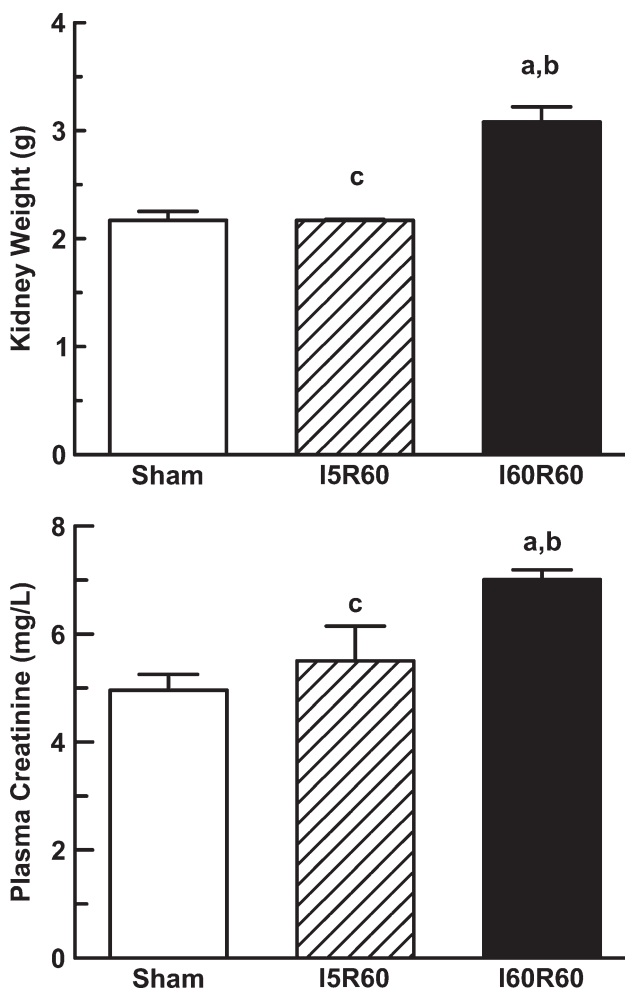 Kidney Weight (g)
4
3
2
1
0
a,b
c
Sham I5R60 I60R60
Plasma Creatinine (mg/L)
8
6
4
2
0
a,b
c
Sham I5R60 I60R60